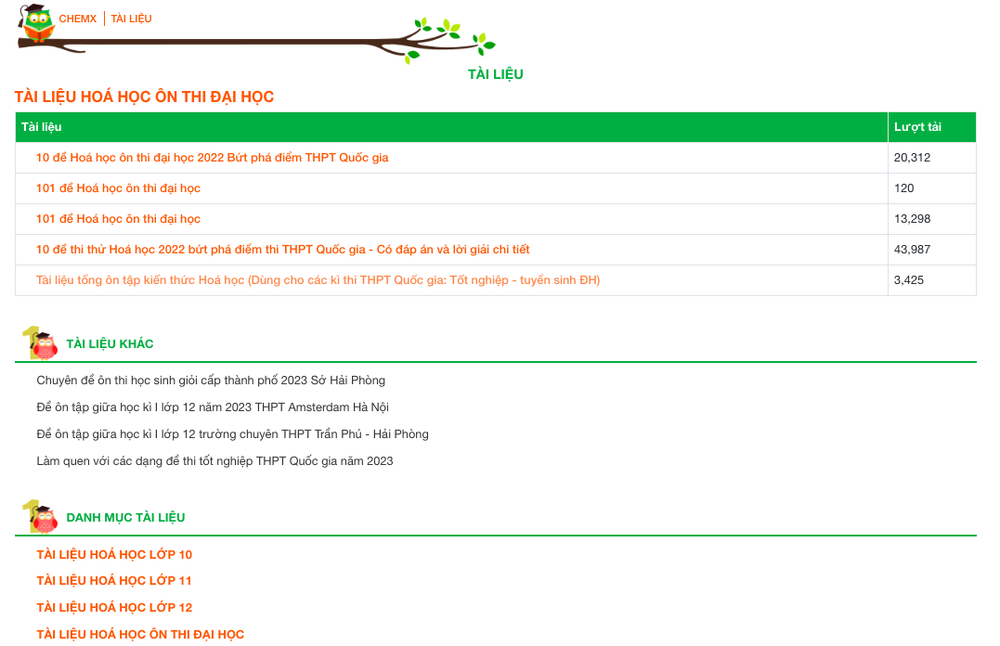 CHEMX | TÀI LIỆU
TÀI LIỆU
TÀI LIỆU HOÁ HỌC ÔN THI ĐẠI HỌC
Tài liệu Lượt tải
10 đề Hoá học ôn thi đại học 2022 Bứt phá điểm THPT Quốc gia 20,312
101 đề Hoá học ôn thi đại học 120
101 đề Hoá học ôn thi đại học 13,298
10 đề thi thử Hoá học 2022 bứt phá điểm thi THPT Quốc gia - Có đáp án và lời giải chi tiết 43,987
Tài liệu tổng ôn tập kiến thức Hoá học (Dùng cho các kì thi THPT Quốc gia: Tốt nghiệp - tuyển sinh ĐH) 3,425
TÀI LIỆU KHÁC
Chuyên đề ôn thi học sinh giỏi cấp thành phố 2023 Sở Hải Phòng
Đề ôn tập giữa học kì I lớp 12 năm 2023 THPT Amsterdam Hà Nội
Đề ôn tập giữa học kì I lớp 12 trường chuyên THPT Trần Phú - Hải Phòng
Làm quen với các dạng đề thi tốt nghiệp THPT Quốc gia năm 2023
DANH MỤC TÀI LIỆU
TÀI LIỆU HOÁ HỌC LỚP 10
TÀI LIỆU HOÁ HỌC LỚP 11
TÀI LIỆU HOÁ HỌC LỚP 12
TÀI LIỆU HOÁ HỌC ÔN THI ĐẠI HỌC